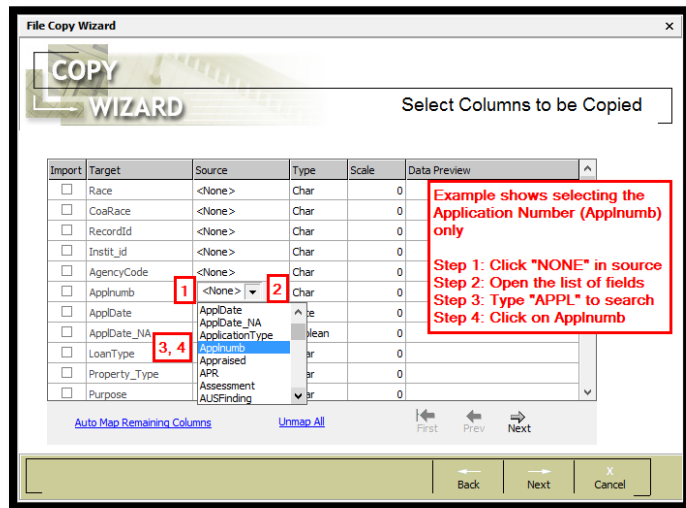 File Copy Wizard x
COPY
WIZARD
Select Columns to be Copied
Import Target Source Type Scale Data Preview
Race <None> Char 0
CoaRace <None> Char 0
RecordId <None> Char 0
Instit_id <None> Char 0
AgencyCode <None> Char 0
Applnumb 1 <None> 2 Char 0
ApplDate 0
ApplDate_NA 0
LoanType 0
Property_Type 0
Purpose 0
ApplDate
ApplDate_NA
ApplicationType
3, 4 Applnumb
Appraised
APR
Assessment
AUSFinding
Example shows selecting the
Application Number (Applnumb)
only
Step 1: Click "NONE" in source
Step 2: Open the list of fields
Step 3: Type "APPL" to search
Step 4: Click on Applnumb
Auto Map Remaining Columns Unmap All First Prev Next
Back Next X Cancel